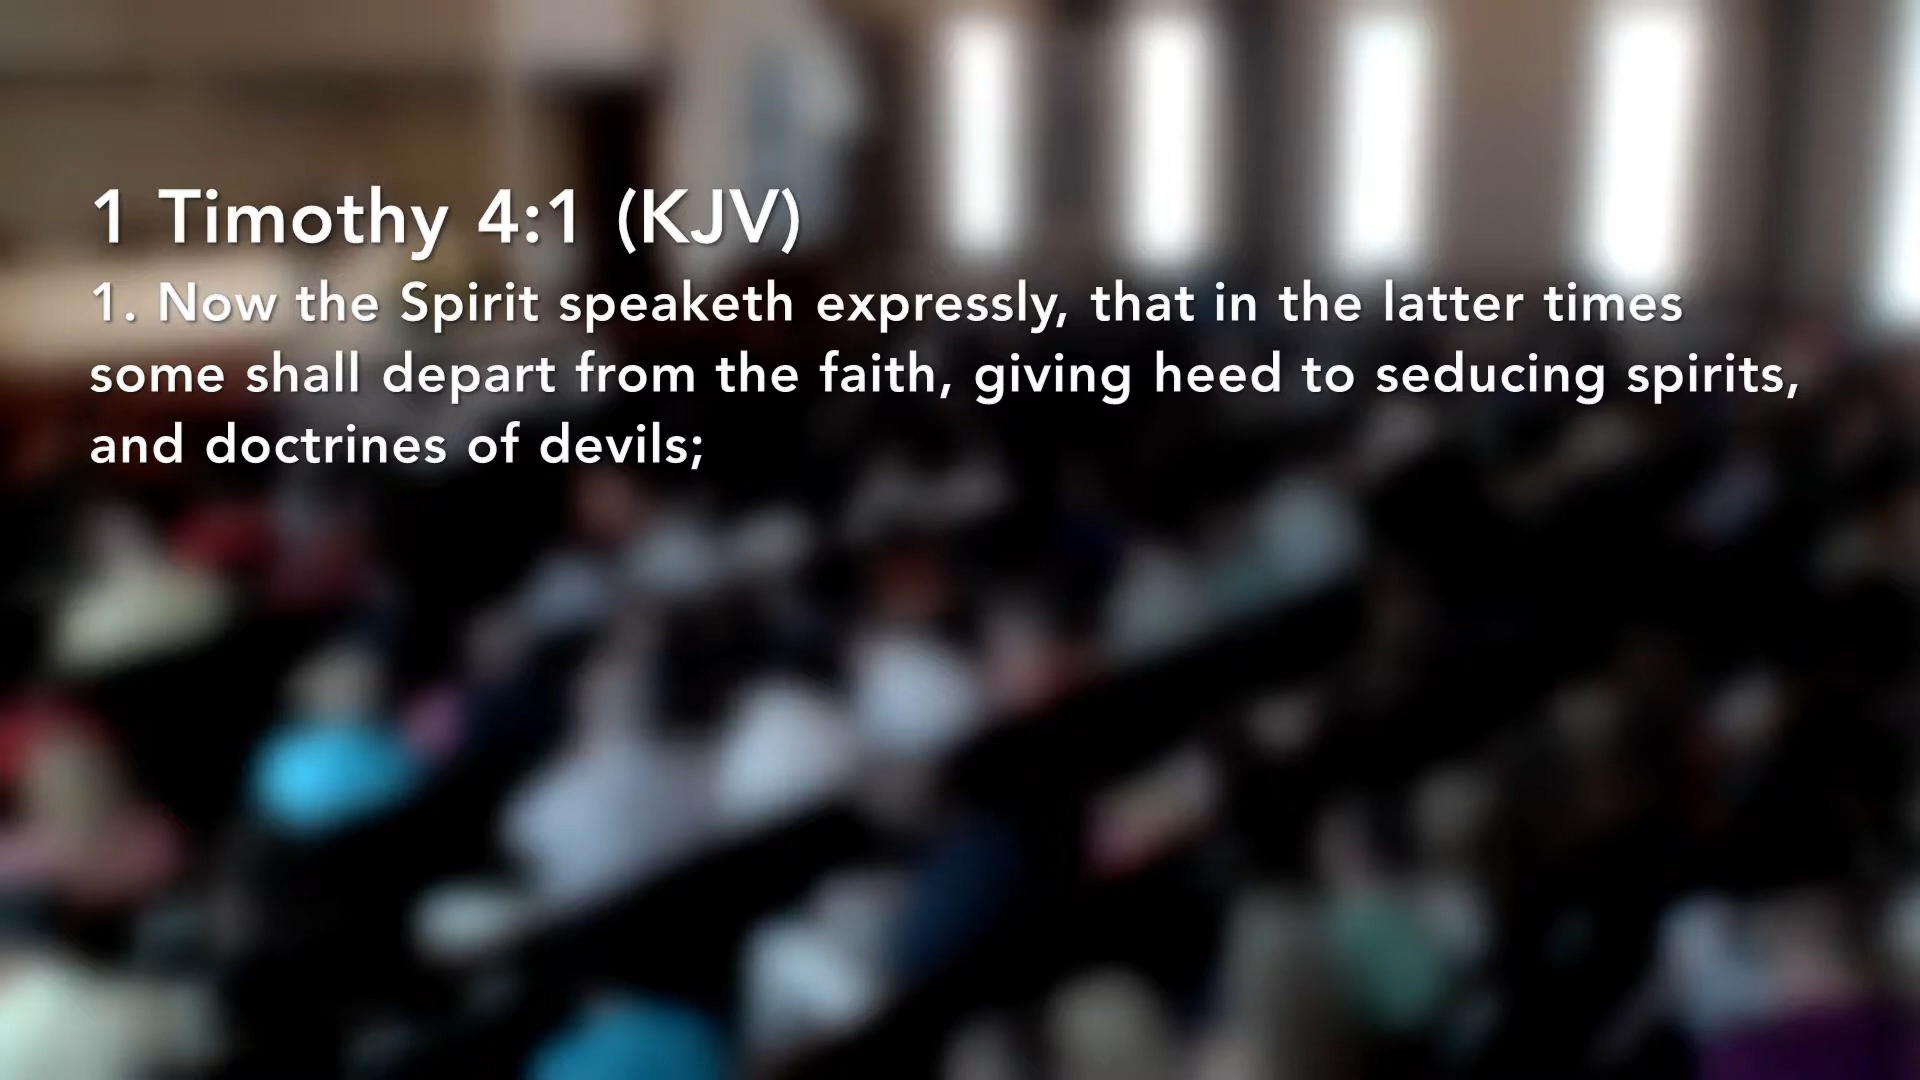 1 Timothy 4:1 (KJV)
1. Now the Spirit speaketh expressly, that in the latter times
some shall depart from the faith, giving heed to seducing spirits,
and doctrines of devils;